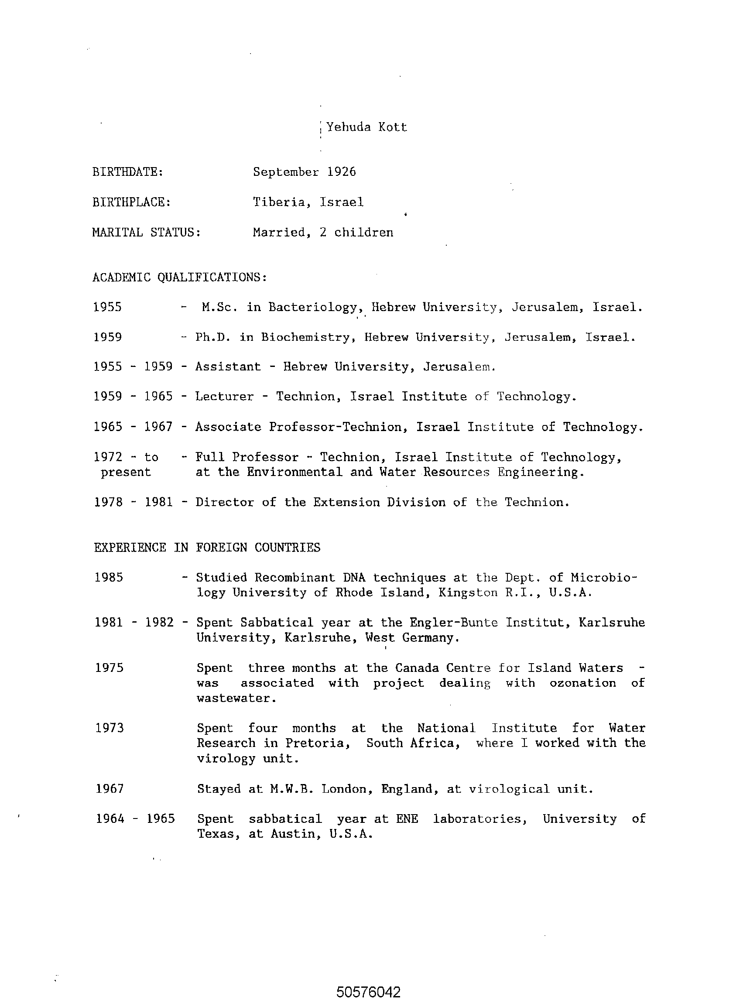 Yehuda Kott
BIRTHDATE: September 1926
BIRTHPLACE: Tiberia, Israel
MARITAL STATUS: Married, 2 children
ACADEMIC QUALIFICATIONS:
1955 - M.Sc. in Bacteriology, Hebrew University, Jerusalem, Israel.
1959 - Ph.D. in Biochemistry, Hebrew University, Jerusalem, Israel.
1955 - 1959 - Assistant - Hebrew University, Jerusalem.
1959 - 1965 - Lecturer - Technion, Israel Institute of Technology.
1965 - 1967 - Associate Professor-Technion, Israel Institute of Technology.
1972 - to - Full Professor - Technion, Israel Institute of Technology,
present at the Environmental and Water Resources Engineering.
1978 - 1981 - Director of the Extension Division of the Technion.
EXPERIENCE IN FOREIGN COUNTRIES
1985 - Studied Recombinant DNA techniques at the Dept. of Microbio-
logy University of Rhode Island, Kingston R.I., U.S.A.
1981 - 1982 - Spent Sabbatical year at the Engler-Bunte Institut, Karlsruhe
University, Karlsruhe, West Germany.
1975 Spent three months at the Canada Centre for Island Waters -
was associated with project dealing with ozonation of
wastewater.
1973 Spent four months at the National Institute for Water
Research in Pretoria, South Africa, where I worked with the
virology unit.
1967 Stayed at M.W.B. London, England, at virological unit.
1964 - 1965 Spent sabbatical year at ENE laboratories, University of
Texas, at Austin, U.S.A.
50576042